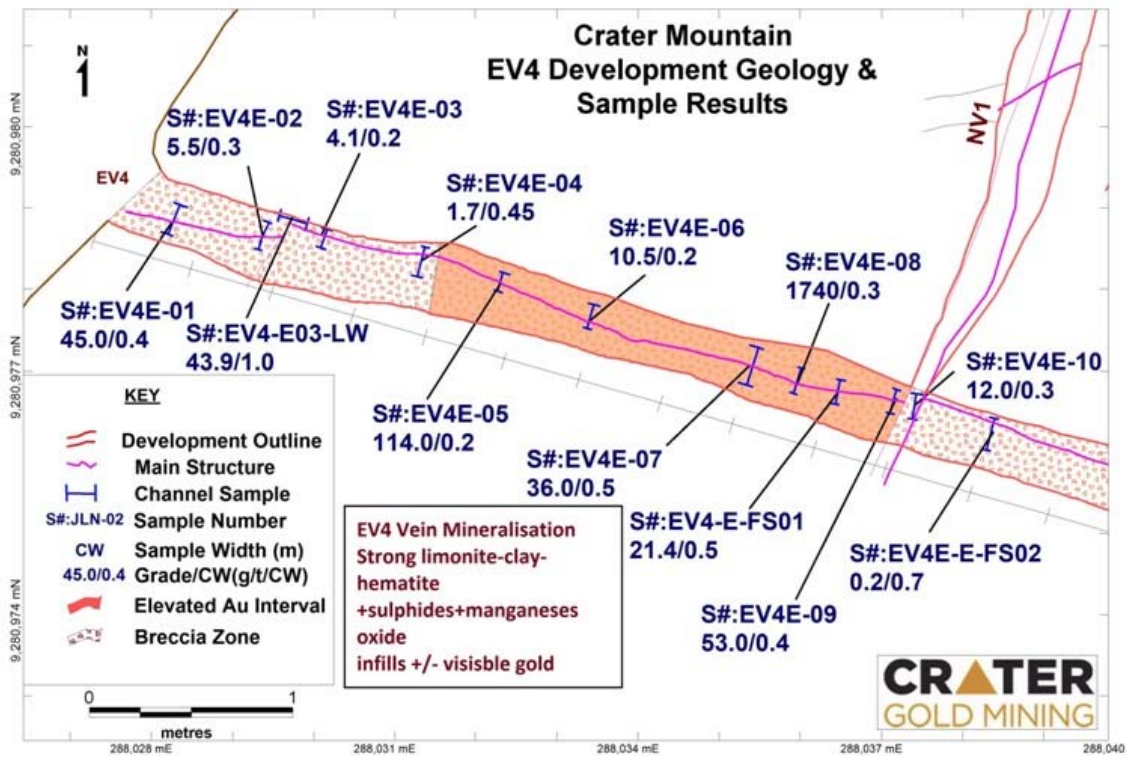 Crater Mountain
EV4 Development Geology &
Sample Results
N
S#:EV4E-02
5.5/0.3
S#:EV4E-03
4.1/0.2
NV1
EV4
S#:EV4E-04
1.7/0.45
S#:EV4E-06
10.5/0.2
S#:EV4E-08
1740/0.3
S#:EV4E-01
45.0/0.4
S#:EV4-E03-LW
43.9/1.0
S#:EV4E-10
12.0/0.3
S#:EV4E-05
114.0/0.2
S#:EV4E-07
36.0/0.5
S#:EV4-E-FS01
21.4/0.5
S#:EV4E-E-FS02
0.2/0.7
S#:EV4E-09
53.0/0.4
KEY
Development Outline
Main Structure
Channel Sample
S#:JLN-02 Sample Number
CW Sample Width (m)
45.0/0.4 Grade/CW(g/t/CW)
Elevated Au Interval
Breccia Zone
EV4 Vein Mineralisation
Strong limonite-clay-
hematite
+sulphides+manganeses
oxide
infills +/- visisble gold
0 1
metres
CRATER
GOLD MINING
9,280,980 mN
9,280,977 mN
9,280,974 mN
288,028 mE
288,031 mE
288,034 mE
288,037 mE
288,040